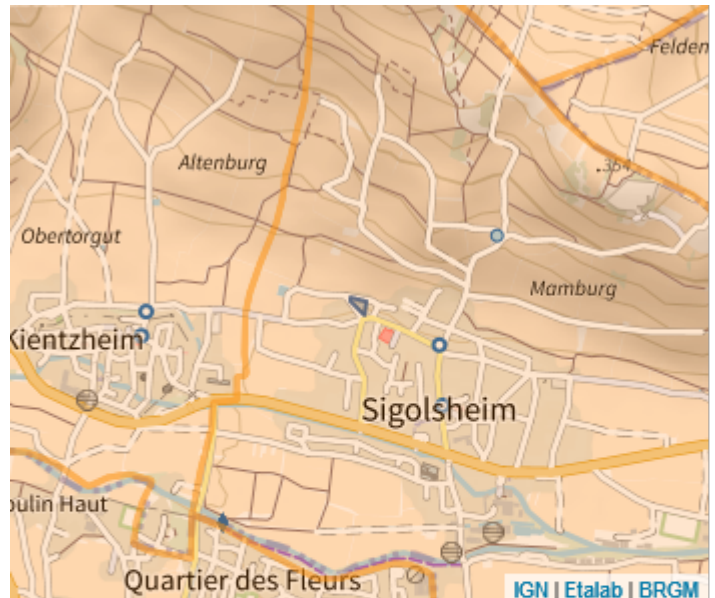 Felden
.364
Altenburg
Obertorgut
Mamburg
Kientzheim
Sigolsheim
oulin Haut
Quartier des Fleurs
IGN | Etalab | BRGM